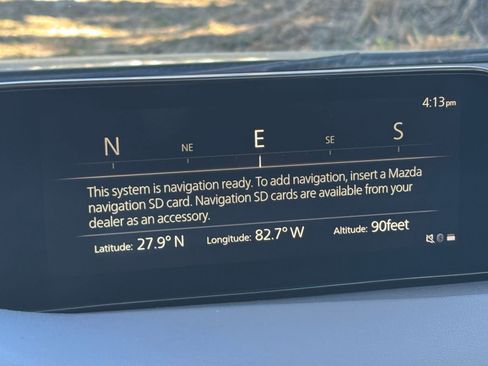 4:13pm
N NE E SE S
This system is navigation ready. To add navigation, insert a Mazda
navigation SD card. Navigation SD cards are available from your
dealer as an accessory.
Latitude: 27.9° N Longitude: 82.7° W Altitude: 90feet